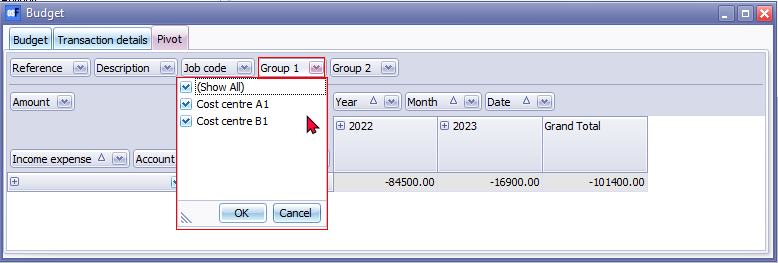 Budget
Budget Transaction details Pivot
Reference Description Job code Group 1 Group 2
(Show All)
Cost centre A1
Cost centre B1
OK Cancel
Amount Year Month Date
2022 2023 Grand Total
Income expense Account
-84500.00 -16900.00 -101400.00